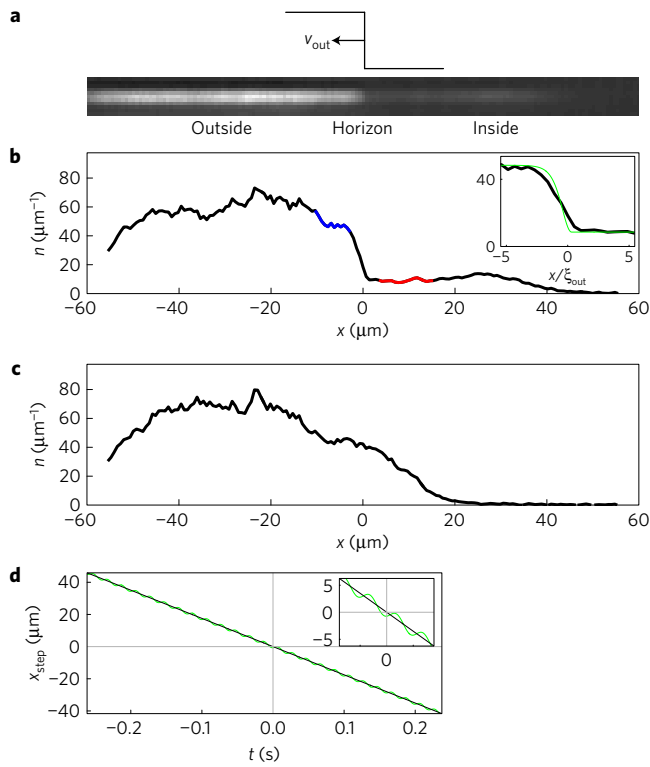 a
v_out
Outside Horizon Inside
b
n (μm⁻¹)
80
60
40
20
0
−60 −40 −20 0 20 40 60
x (μm)
40
0
−5 0 5
x/ξ_out
c
n (μm⁻¹)
80
60
40
20
0
−60 −40 −20 0 20 40 60
x (μm)
d
x_step (μm)
40
20
0
−20
−40
−0.2 −0.1 0.0 0.1 0.2
t (s)
5
0
−5
0